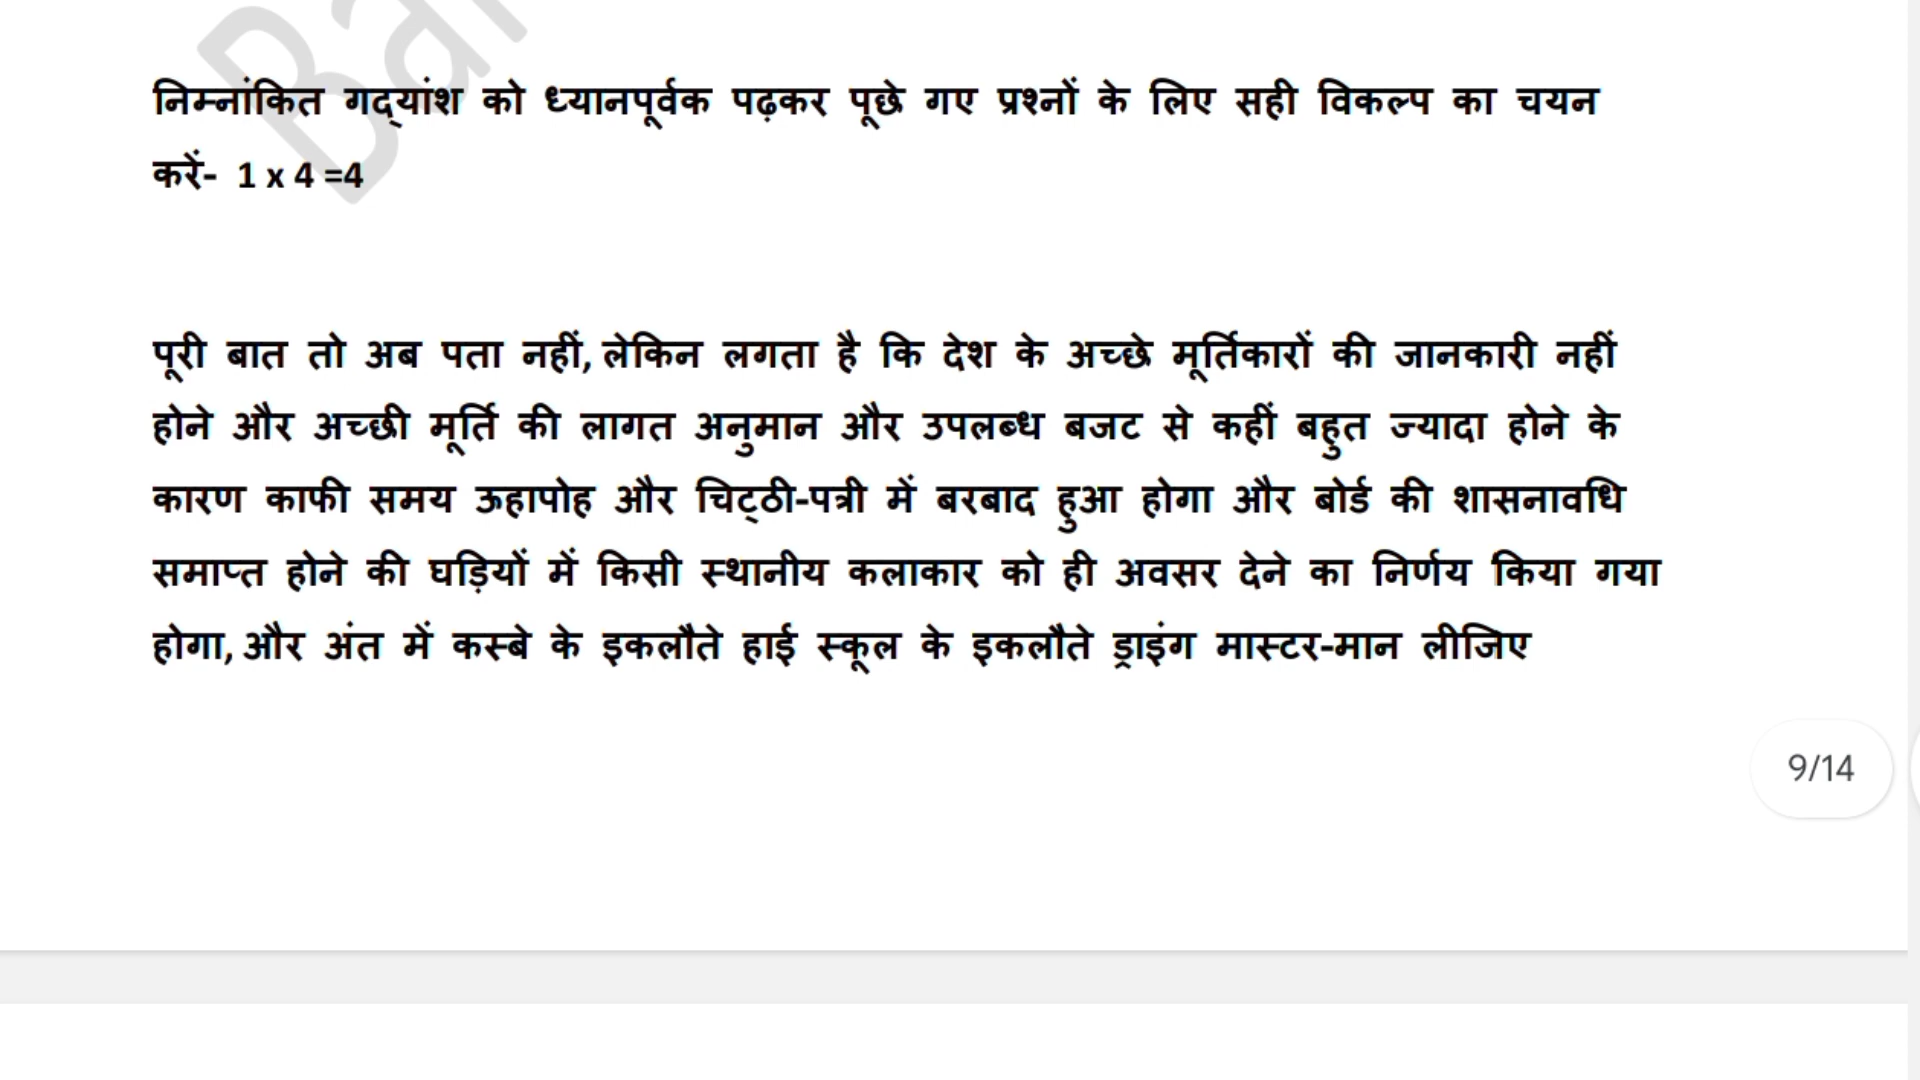 Bar
निम्नांकित गद्यांश को ध्यानपूर्वक पढ़कर पूछे गए प्रश्नों के लिए सही विकल्प का चयन
करें- 1 x 4 =4
पूरी बात तो अब पता नहीं, लेकिन लगता है कि देश के अच्छे मूर्तिकारों की जानकारी नहीं
होने और अच्छी मूर्ति की लागत अनुमान और उपलब्ध बजट से कहीं बहुत ज्यादा होने के
कारण काफी समय ऊहापोह और चिट्ठी-पत्री में बरबाद हुआ होगा और बोर्ड की शासनावधि
समाप्त होने की घड़ियों में किसी स्थानीय कलाकार को ही अवसर देने का निर्णय किया गया
होगा, और अंत में कस्बे के इकलौते हाई स्कूल के इकलौते ड्राइंग मास्टर-मान लीजिए
9/14